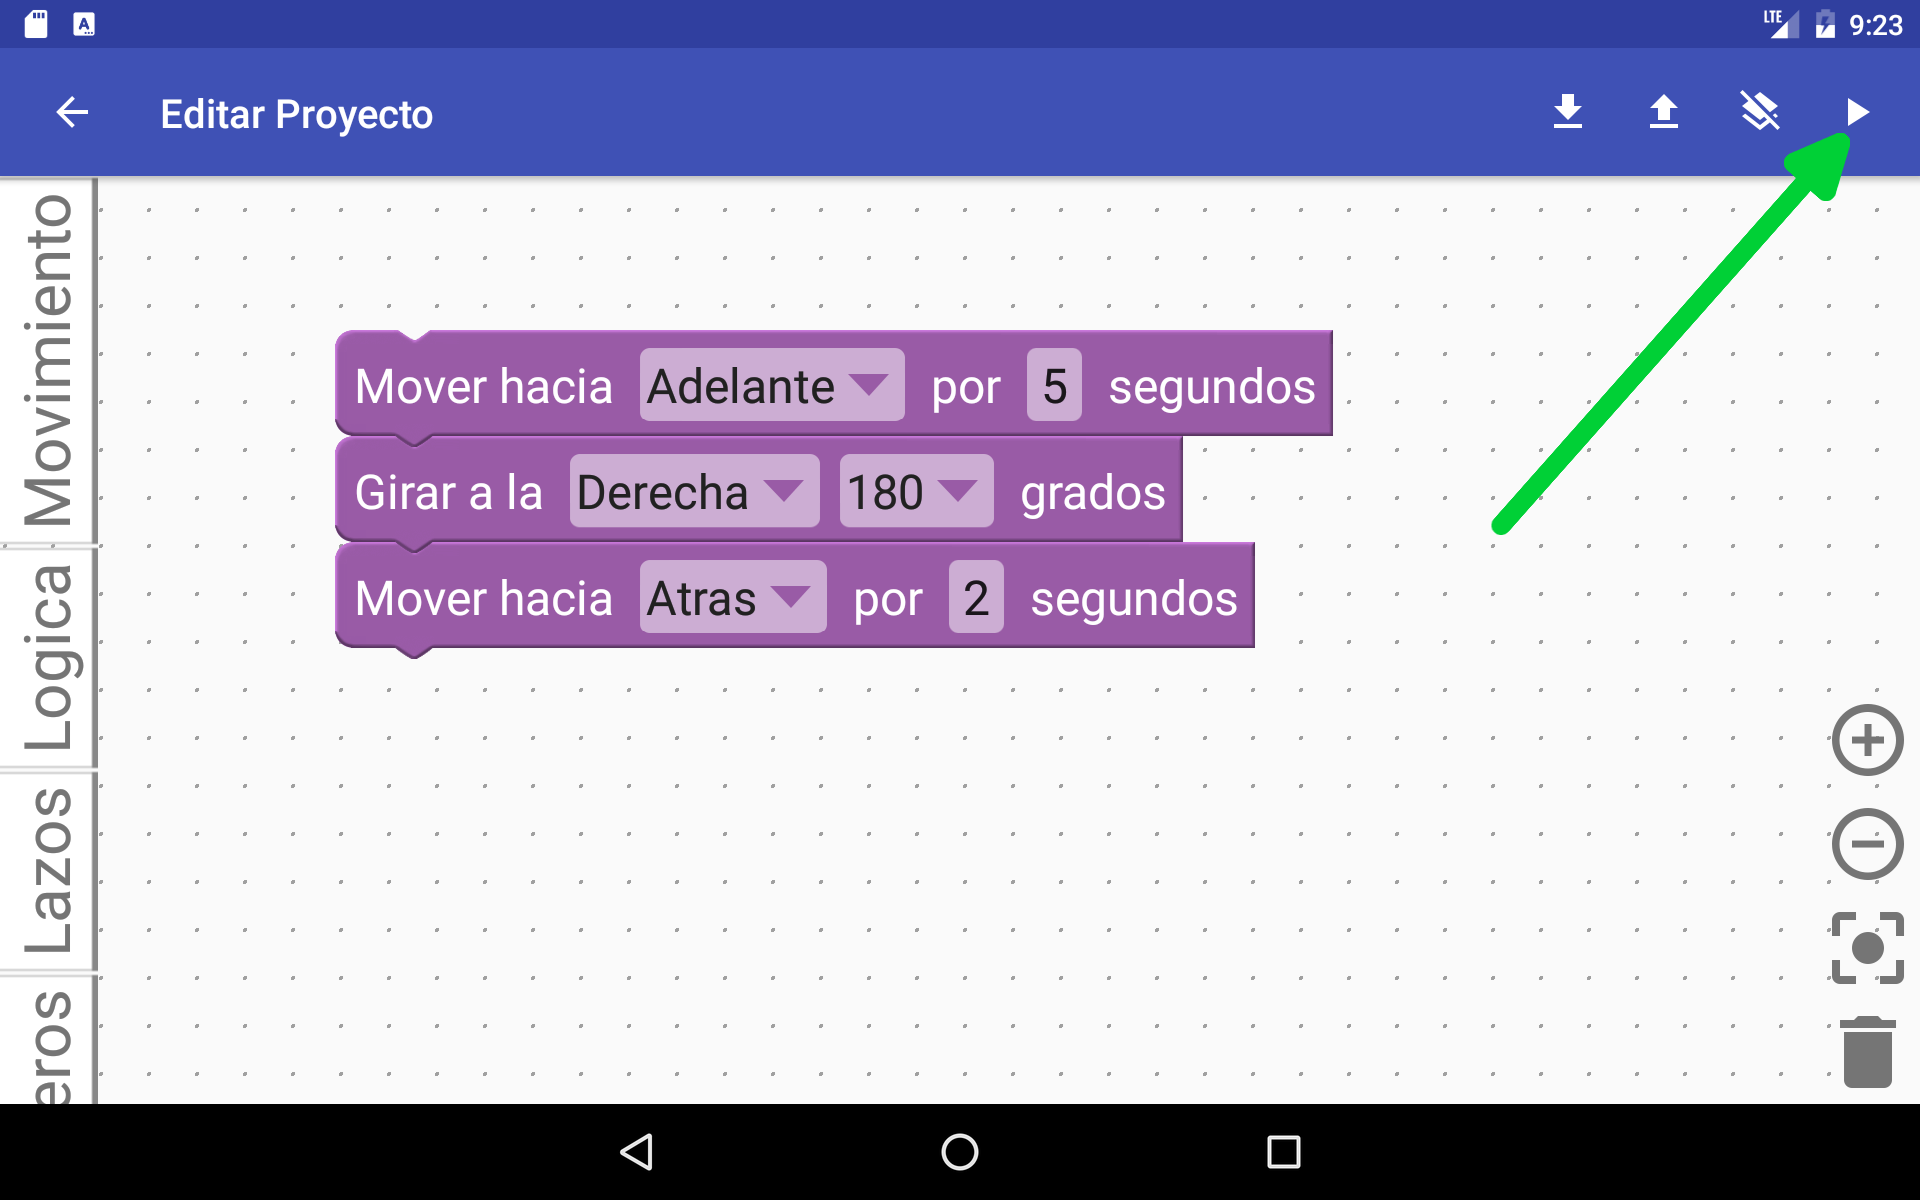 LTE 9:23
Editar Proyecto
Movimiento
Logica
Lazos
Mover hacia Adelante por 5 segundos
Girar a la Derecha 180 grados
Mover hacia Atras por 2 segundos